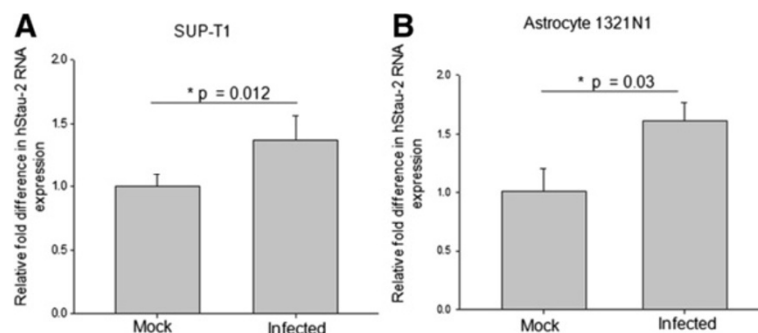 A
SUP-T1
Relative fold difference in hStau-2 RNA
expression
2.0
1.5
1.0
0.5
0.0
* p = 0.012
Mock
Infected
B
Astrocyte 1321N1
Relative fold difference in hStau-2 RNA
expression
2.0
1.5
1.0
0.5
0.0
* p = 0.03
Mock
Infected